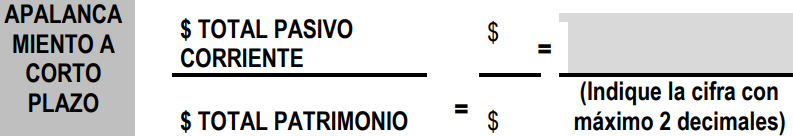 APALANCA
MIENTO A
CORTO
PLAZO
$ TOTAL PASIVO
CORRIENTE
$ TOTAL PATRIMONIO
=
$
$
=
(Indique la cifra con
máximo 2 decimales)